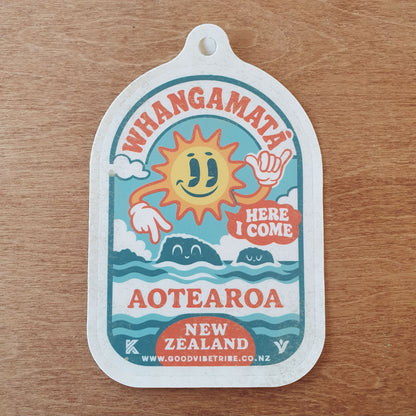 WHANGAMATĀ
HERE
I COME
AOTEAROA
NEW
ZEALAND
WWW.GOODVIBETRIBE.CO.NZ